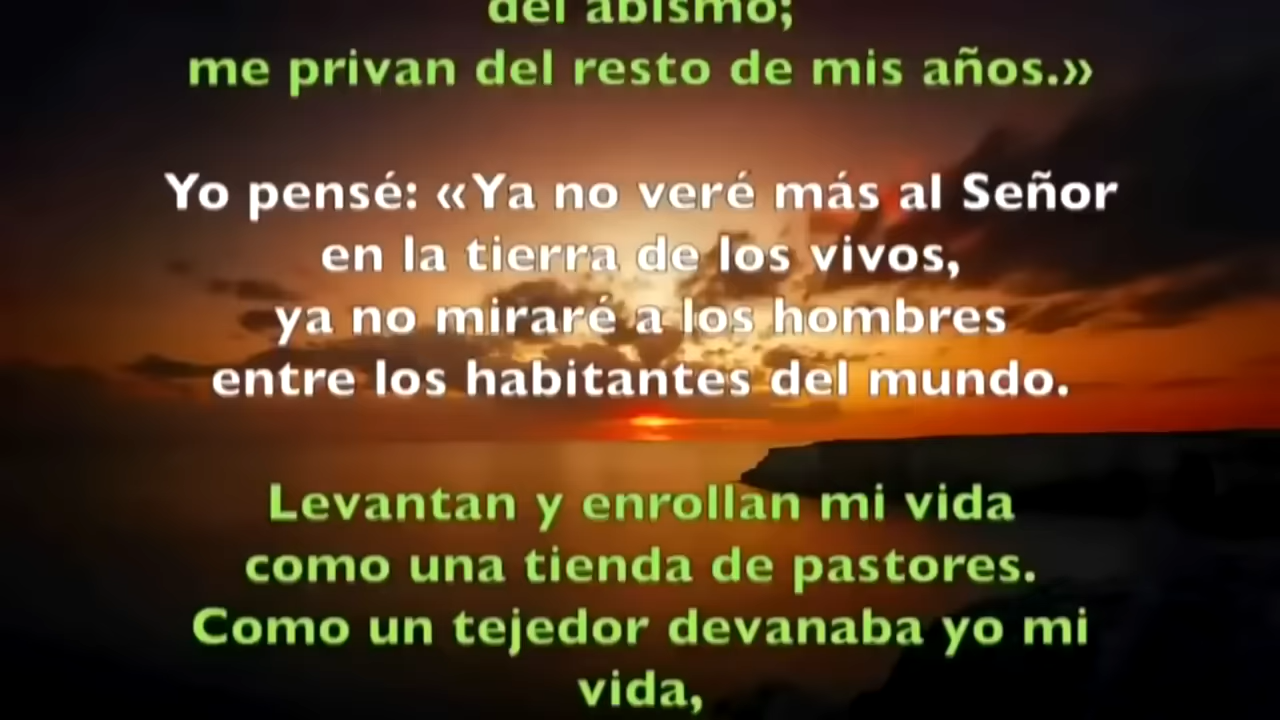 del abismo;
me privan del resto de mis años.»
Yo pensé: «Ya no veré más al Señor
en la tierra de los vivos,
ya no miraré a los hombres
entre los habitantes del mundo.
Levantan y enrollan mi vida
como una tienda de pastores.
Como un tejedor devanaba yo mi
vida,